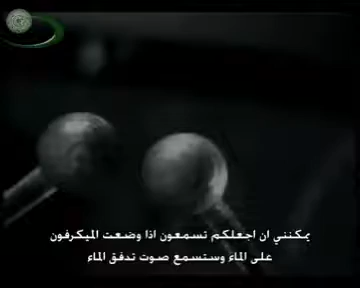 يمكنني ان اجعلكم تسمعون اذا وضعت الميكرفون
على الماء وستسمع صوت تدفق الماء